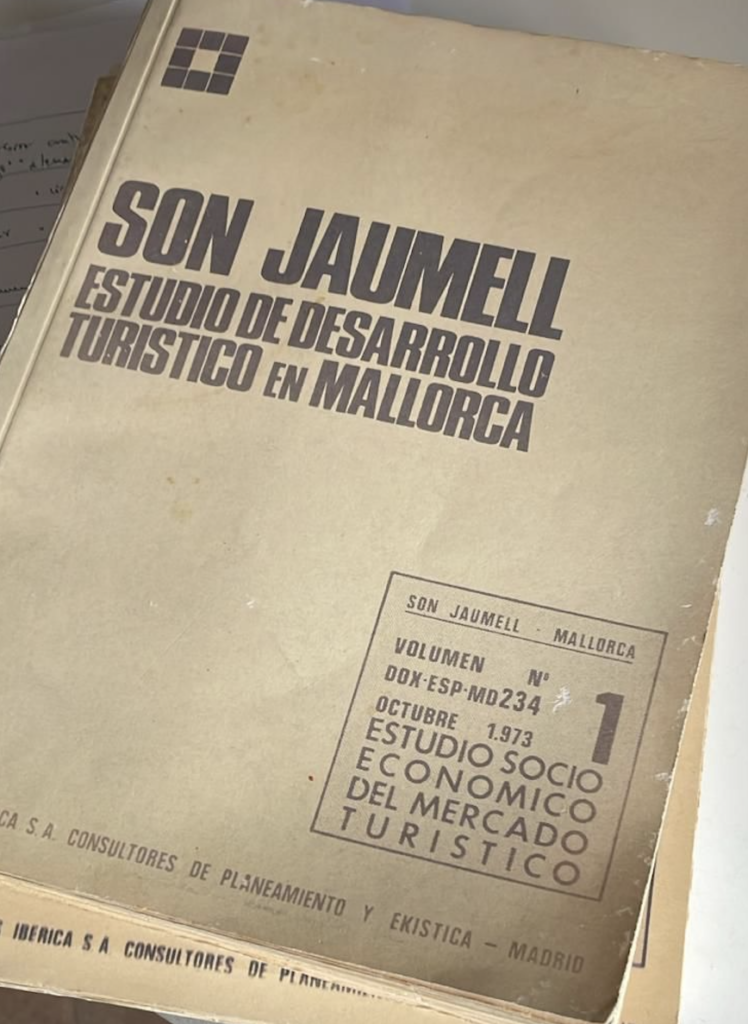 SON JAUMELL
ESTUDIO DE DESARROLLO
TURISTICO EN MALLORCA
SON JAUMELL · MALLORCA
VOLUMEN Nº 1
DOX·ESP·MD234
OCTUBRE 1.973
ESTUDIO SOCIO
ECONOMICO
DEL MERCADO
TURISTICO
S.A. CONSULTORES DE PLANEAMIENTO Y EKISTICA – MADRID
IBERICA S.A. CONSULTORES DE